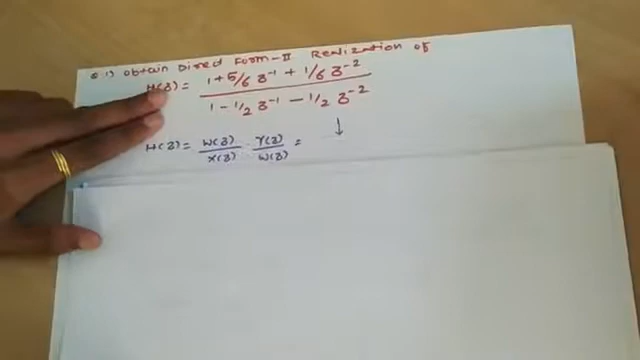 Q 1) Obtain Direct Form-II Realization of
H(z) = 1 + 5/6 z⁻¹ + 1/6 z⁻²
1 - 1/2 z⁻¹ - 1/2 z⁻²
↓
H(z) = W(z)/X(z) · Y(z)/W(z) =